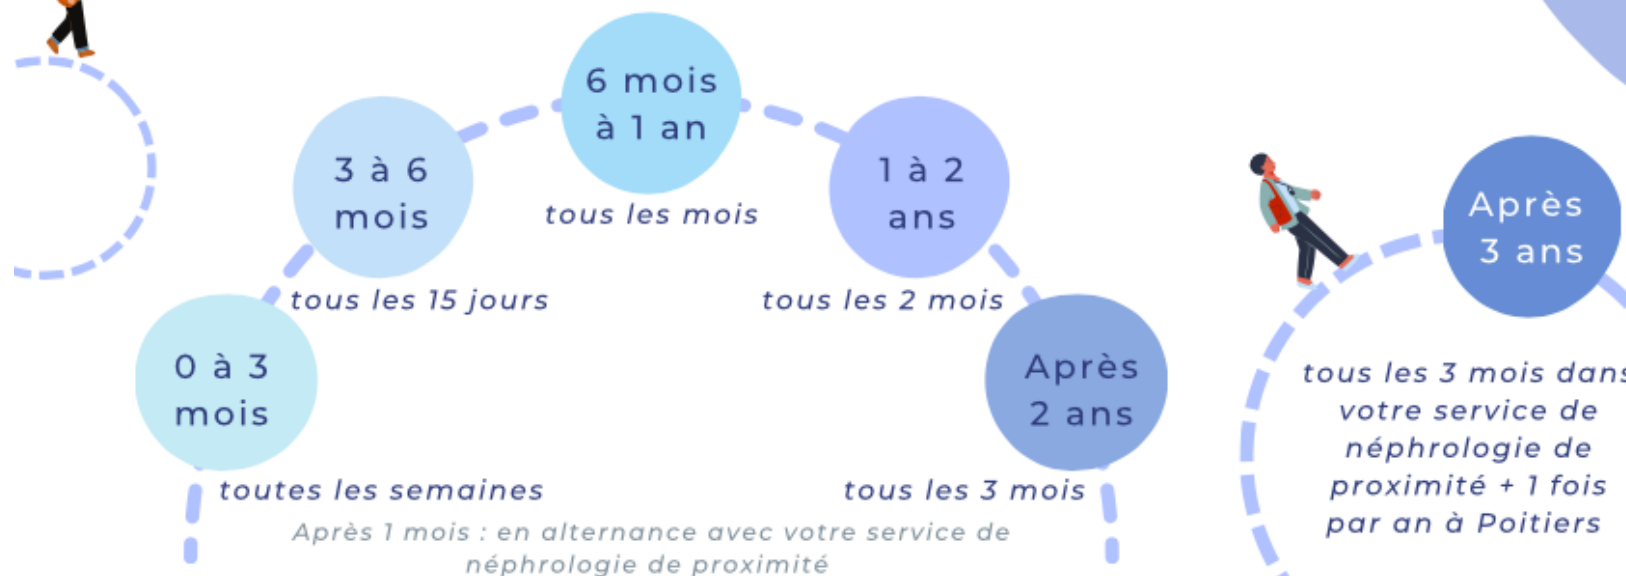 0 à 3
mois
toutes les semaines
3 à 6
mois
tous les 15 jours
6 mois
à 1 an
tous les mois
1 à 2
ans
tous les 2 mois
Après
2 ans
tous les 3 mois
Après 1 mois : en alternance avec votre service de
néphrologie de proximité
Après
3 ans
tous les 3 mois dans
votre service de
néphrologie de
proximité + 1 fois
par an à Poitiers